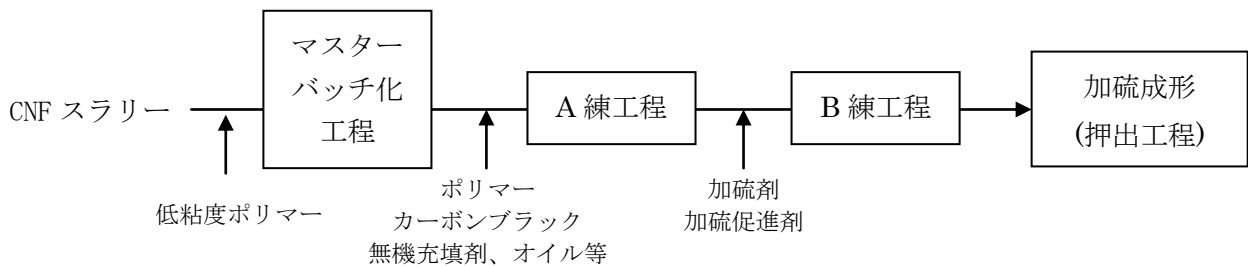 CNF スラリー
マスター
バッチ化
工程
A 練工程
B 練工程
加硫成形
(押出工程)
低粘度ポリマー
ポリマー
カーボンブラック
無機充填剤、オイル等
加硫剤
加硫促進剤